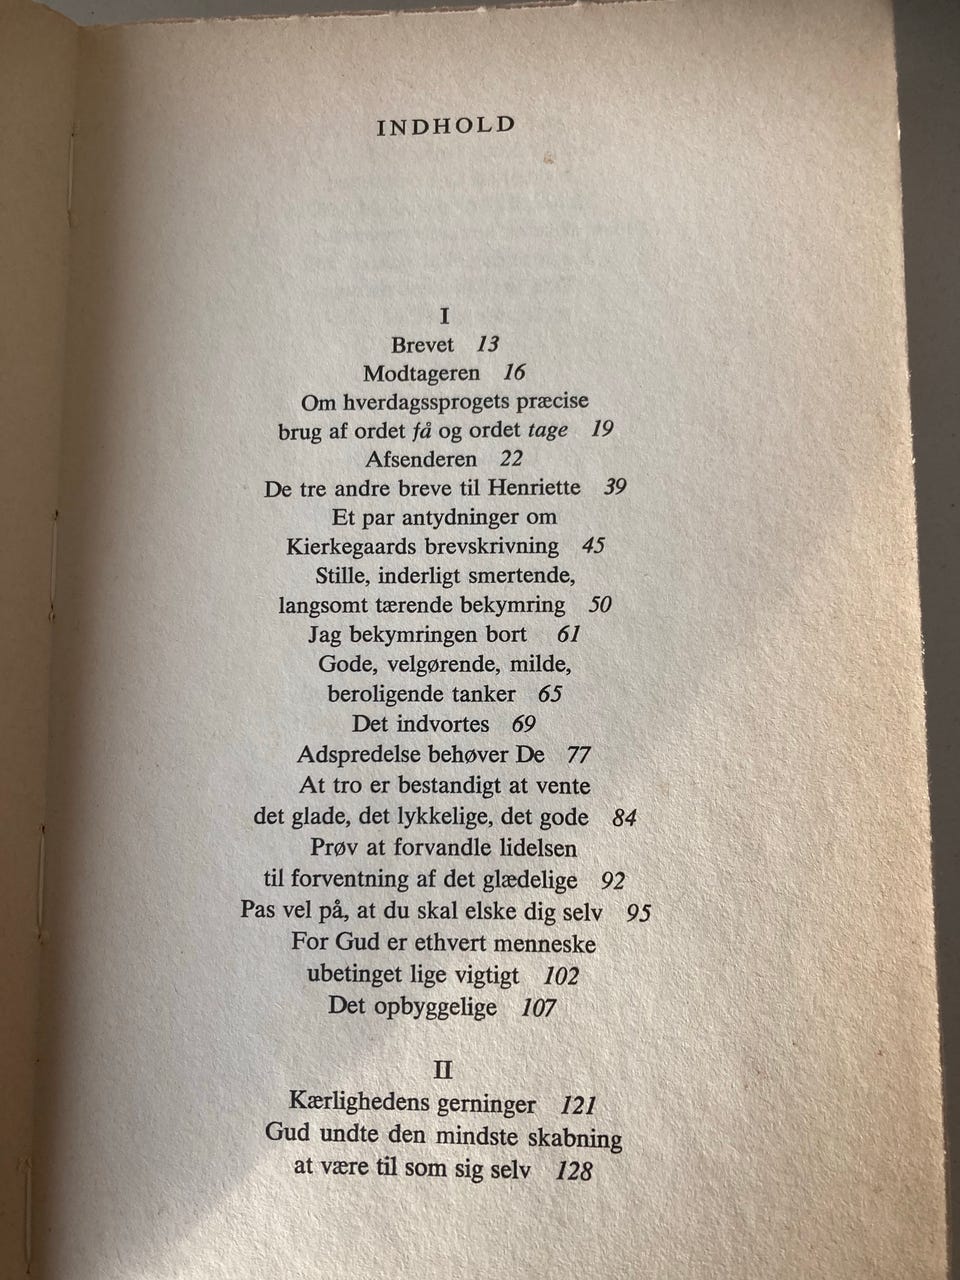 INDHOLD
I
Brevet 13
Modtageren 16
Om hverdagssprogets præcise
brug af ordet få og ordet tage 19
Afsenderen 22
De tre andre breve til Henriette 39
Et par antydninger om
Kierkegaards brevskrivning 45
Stille, inderligt smertende,
langsomt tærende bekymring 50
Jag bekymringen bort 61
Gode, velgørende, milde,
beroligende tanker 65
Det indvortes 69
Adspredelse behøver De 77
At tro er bestandigt at vente
det glade, det lykkelige, det gode 84
Prøv at forvandle lidelsen
til forventning af det glædelige 92
Pas vel på, at du skal elske dig selv 95
For Gud er ethvert menneske
ubetinget lige vigtigt 102
Det opbyggelige 107
II
Kærlighedens gerninger 121
Gud undte den mindste skabning
at være til som sig selv 128